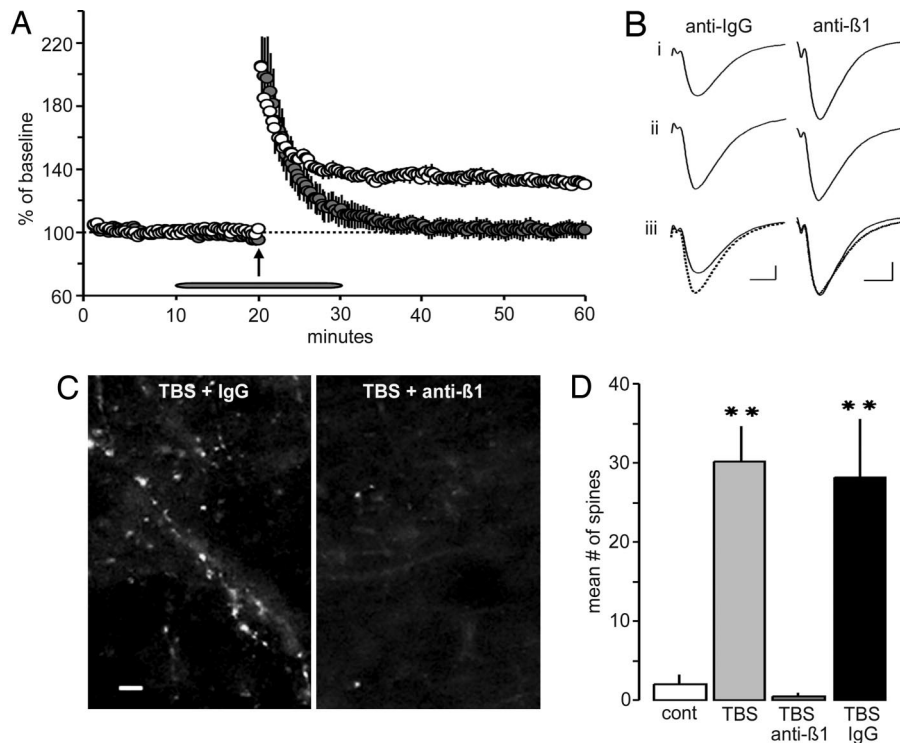 A
% of baseline
220
180
140
100
60
0
10
20
30
40
50
60
minutes
B
anti-IgG
anti-ß1
i
ii
iii
C
TBS + IgG
TBS + anti-ß1
D
mean # of spines
40
30
20
10
0
**
**
cont
TBS
TBS
anti-ß1
TBS
IgG